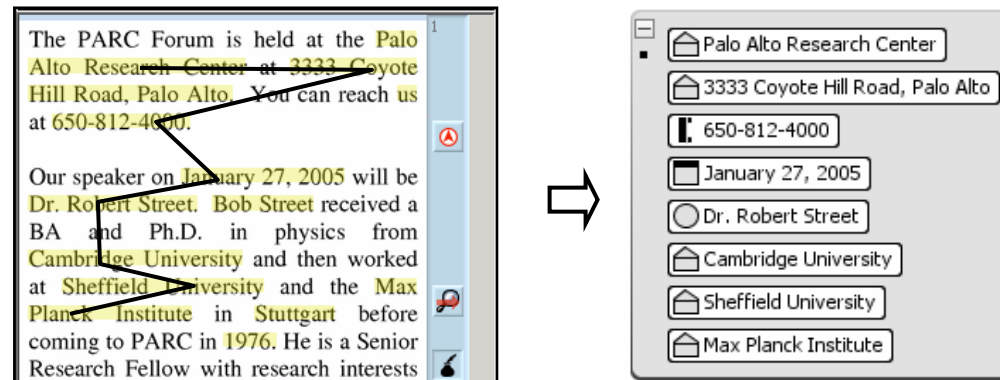 The PARC Forum is held at the Palo
Alto Research Center at 3333 Coyote
Hill Road, Palo Alto. You can reach us
at 650-812-4000.
Our speaker on January 27, 2005 will be
Dr. Robert Street. Bob Street received a
BA and Ph.D. in physics from
Cambridge University and then worked
at Sheffield University and the Max
Planck Institute in Stuttgart before
coming to PARC in 1976. He is a Senior
Research Fellow with research interests
1
Palo Alto Research Center
3333 Coyote Hill Road, Palo Alto
650-812-4000
January 27, 2005
Dr. Robert Street
Cambridge University
Sheffield University
Max Planck Institute